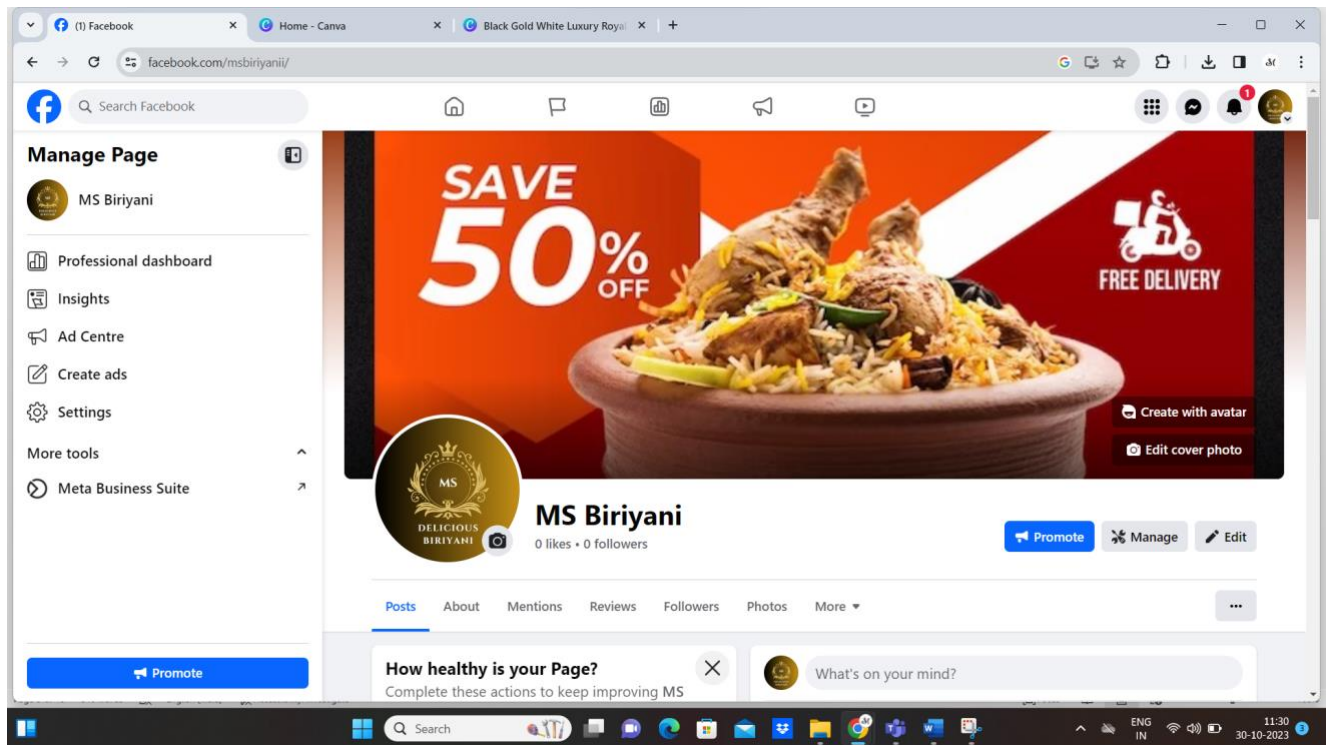 (1) Facebook
Home - Canva
Black Gold White Luxury Royal
facebook.com/msbiriyanii/
Search Facebook
1
Manage Page
MS Biriyani
Professional dashboard
Insights
Ad Centre
Create ads
Settings
More tools
Meta Business Suite
Promote
SAVE
50%
OFF
FREE DELIVERY
Create with avatar
Edit cover photo
MS
DELICIOUS
BIRIYANI
MS Biriyani
0 likes • 0 followers
Promote
Manage
Edit
Posts About Mentions Reviews Followers Photos More
How healthy is your Page?
Complete these actions to keep improving MS
What's on your mind?
Search
ENG
IN
11:30
30-10-2023
3